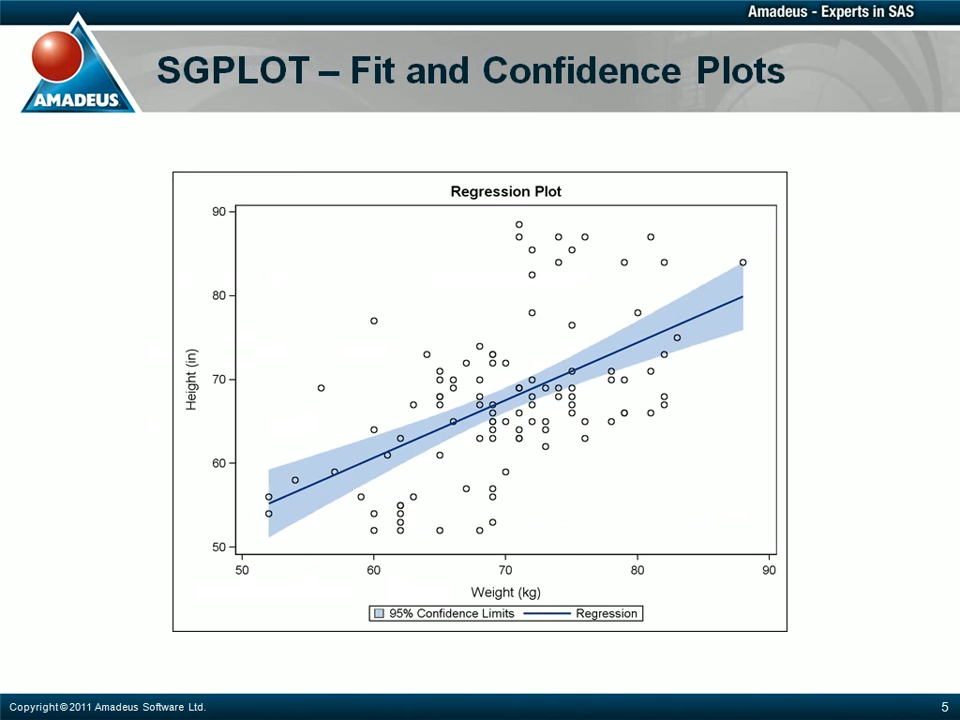 Amadeus - Experts in SAS
AMADEUS
SGPLOT – Fit and Confidence Plots
Regression Plot
90
80
70
60
50
Height (in)
50 60 70 80 90
Weight (kg)
95% Confidence Limits Regression
Copyright © 2011 Amadeus Software Ltd. 5